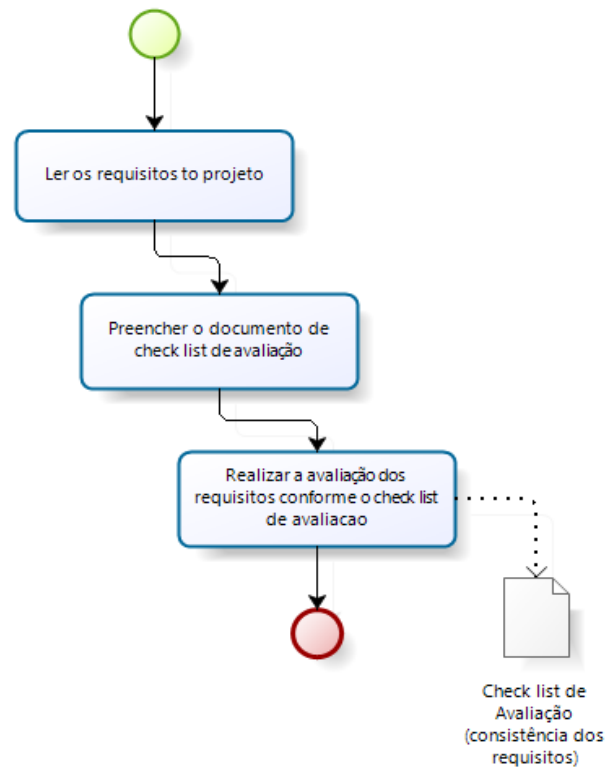 Ler os requisitos to projeto
Preencher o documento de
check list de avaliação
Realizar a avaliação dos
requisitos conforme o check list
de avaliacao
Check list de
Avaliação
(consistência dos
requisitos)